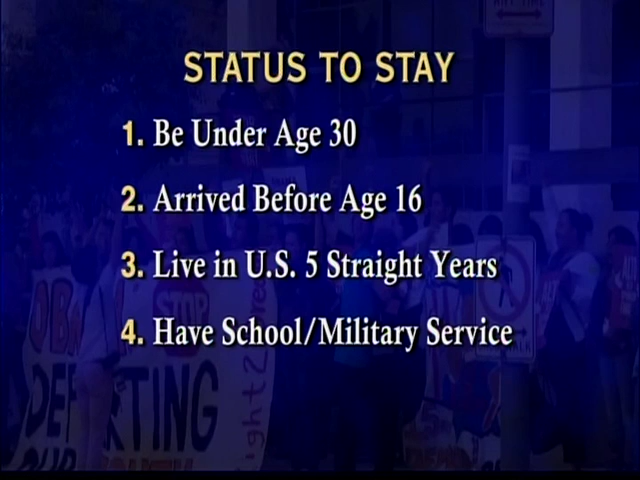 STATUS TO STAY
1. Be Under Age 30
2. Arrived Before Age 16
3. Live in U.S. 5 Straight Years
4. Have School/Military Service
STOP